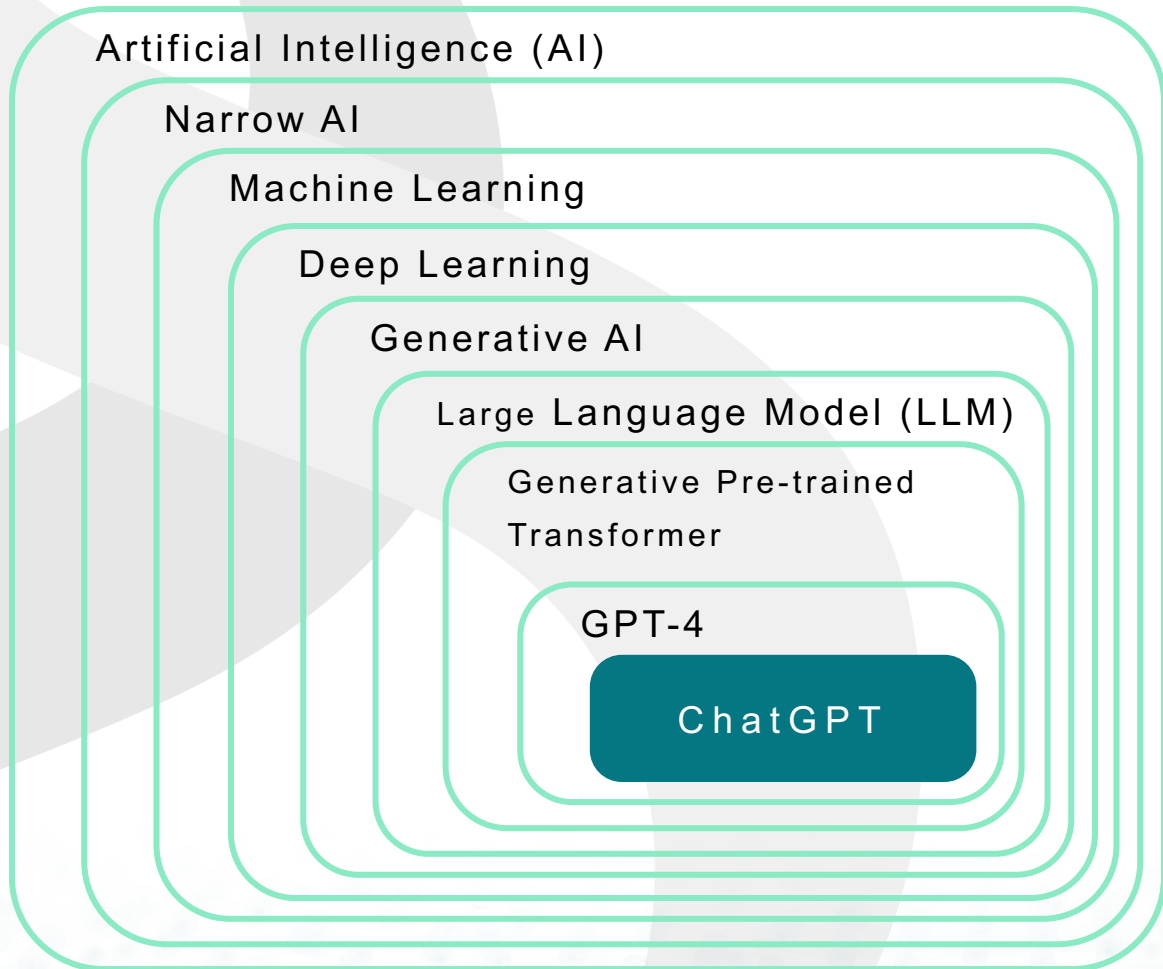 Artificial Intelligence (AI)
Narrow AI
Machine Learning
Deep Learning
Generative AI
Large Language Model (LLM)
Generative Pre-trained
Transformer
GPT-4
ChatGPT